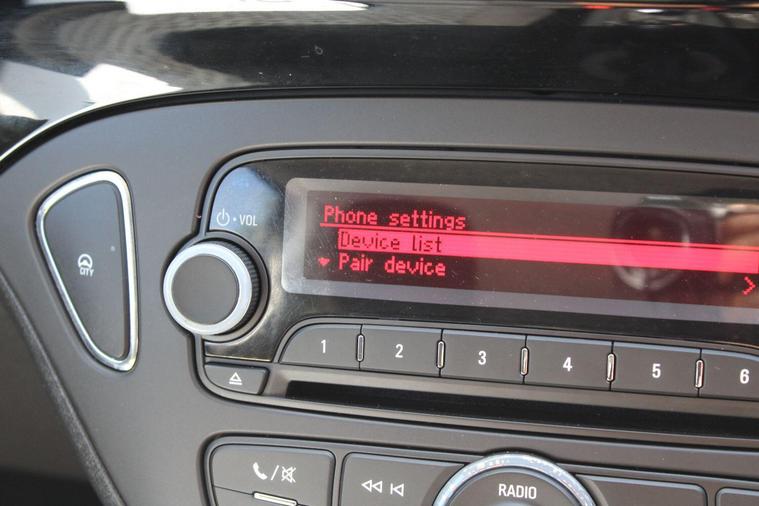 VOL
Phone settings
Device list
Pair device
CITY
1 2 3 4 5 6
RADIO